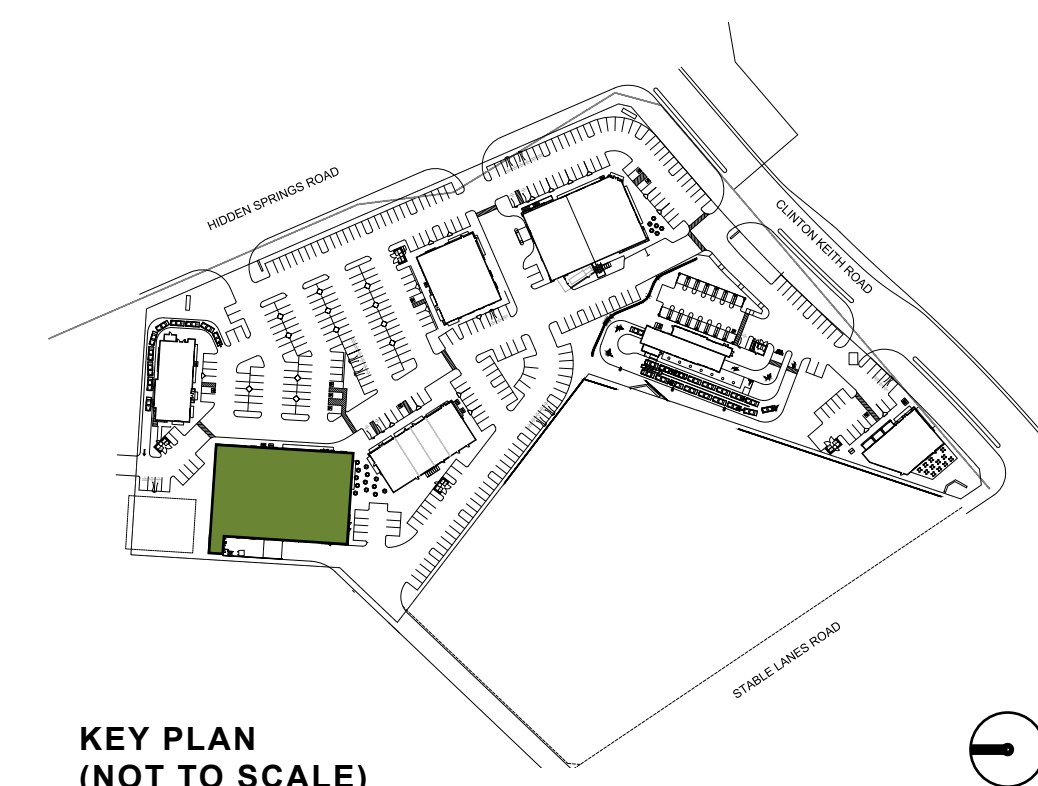 HIDDEN SPRINGS ROAD
CLINTON KEITH ROAD
STABLE LANES ROAD
KEY PLAN
(NOT TO SCALE)